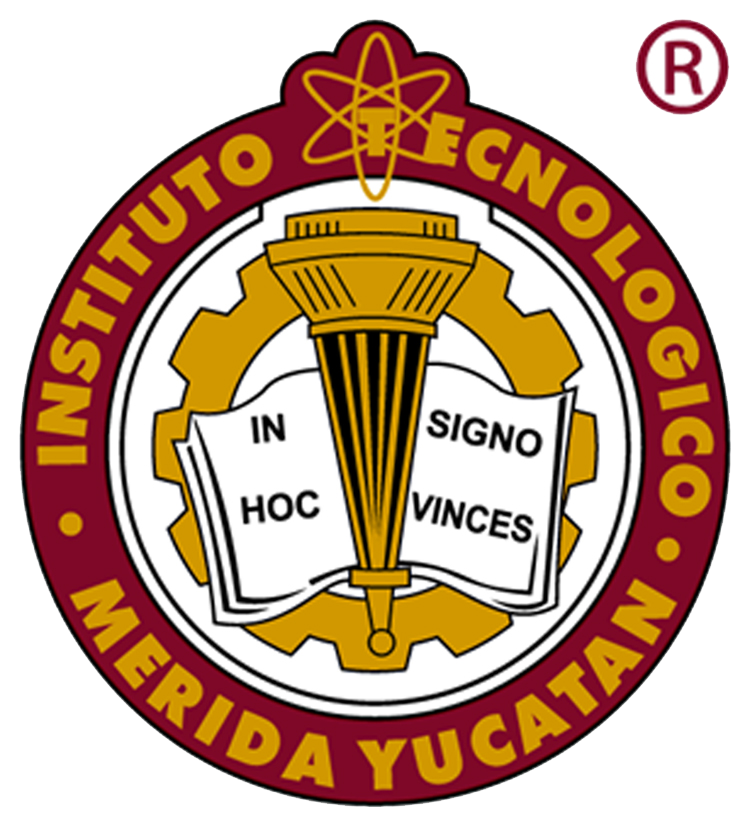 ®
INSTITUTO TECNOLOGICO
IN
HOC
SIGNO
VINCES
• MERIDA YUCATAN •